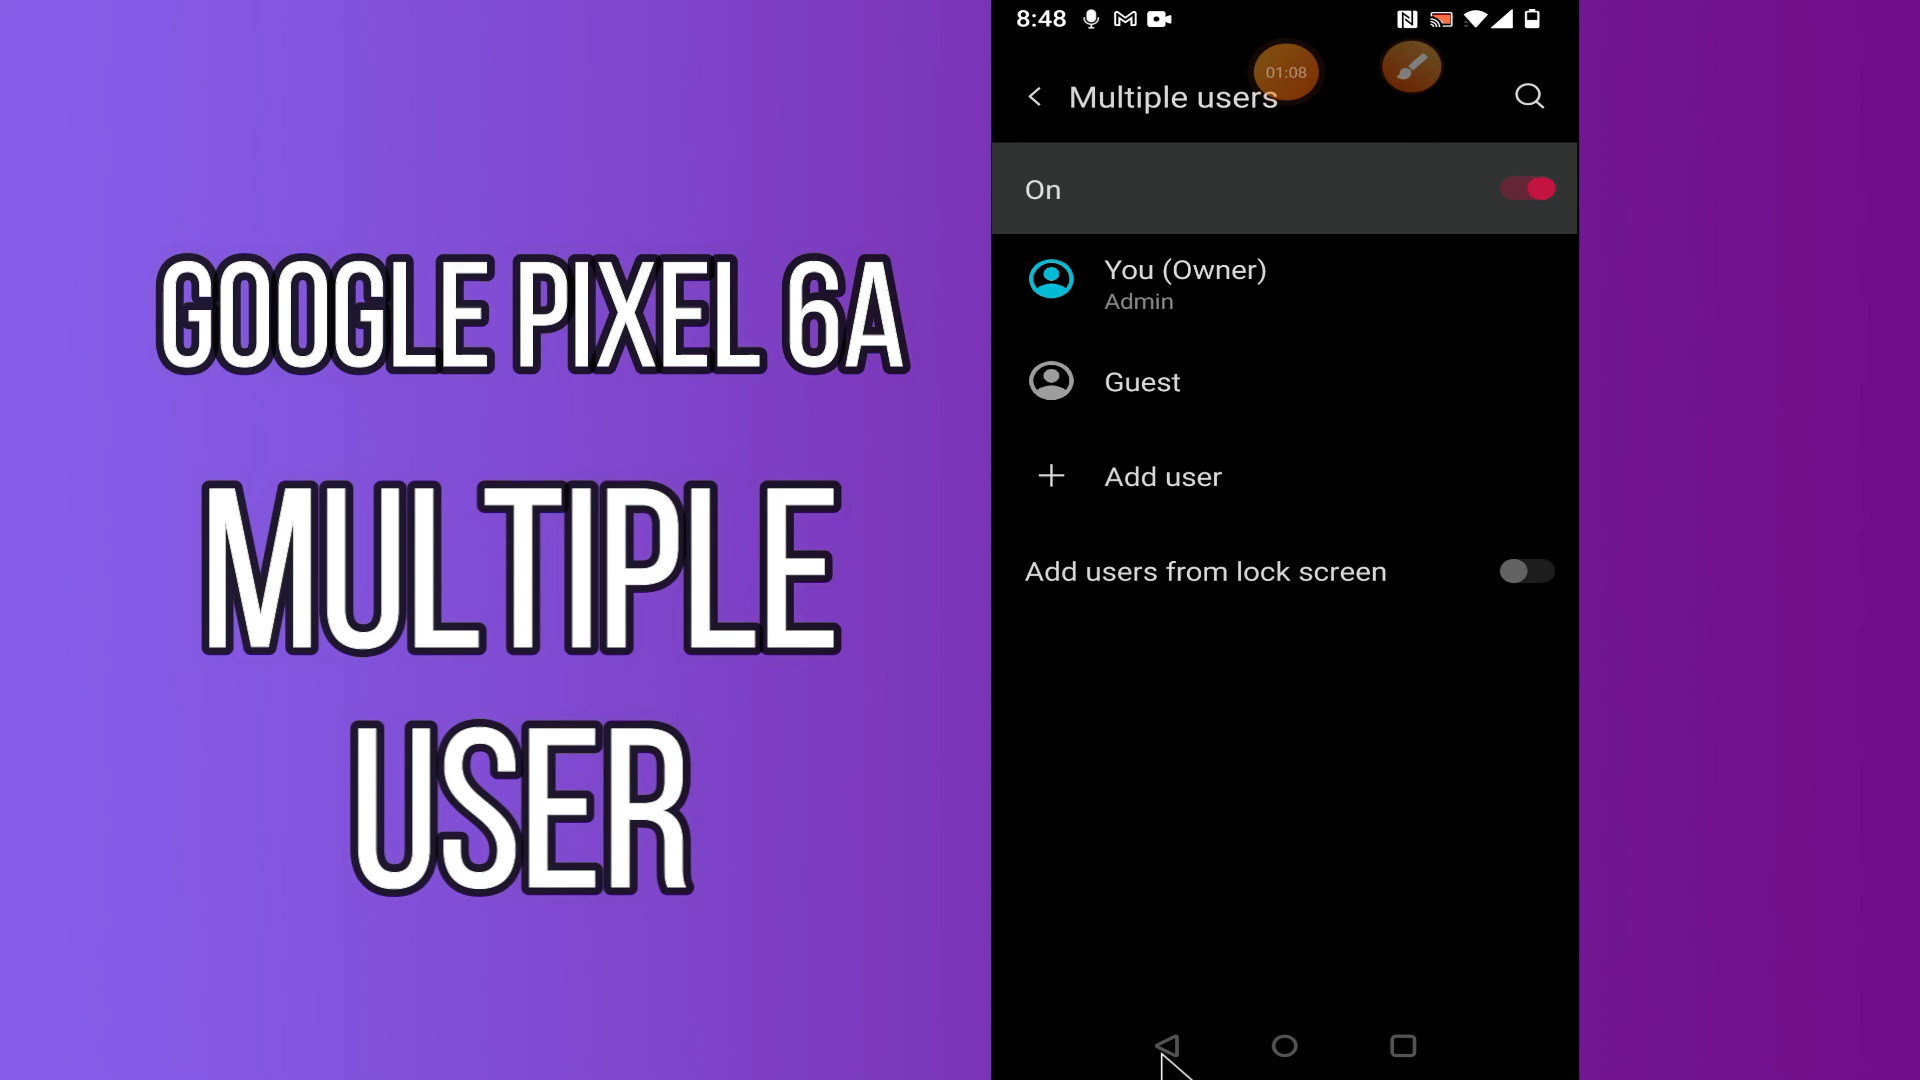 GOOGLE PIXEL 6A
MULTIPLE
USER
8:48
01:08
Multiple users
On
You (Owner)
Admin
Guest
Add user
Add users from lock screen